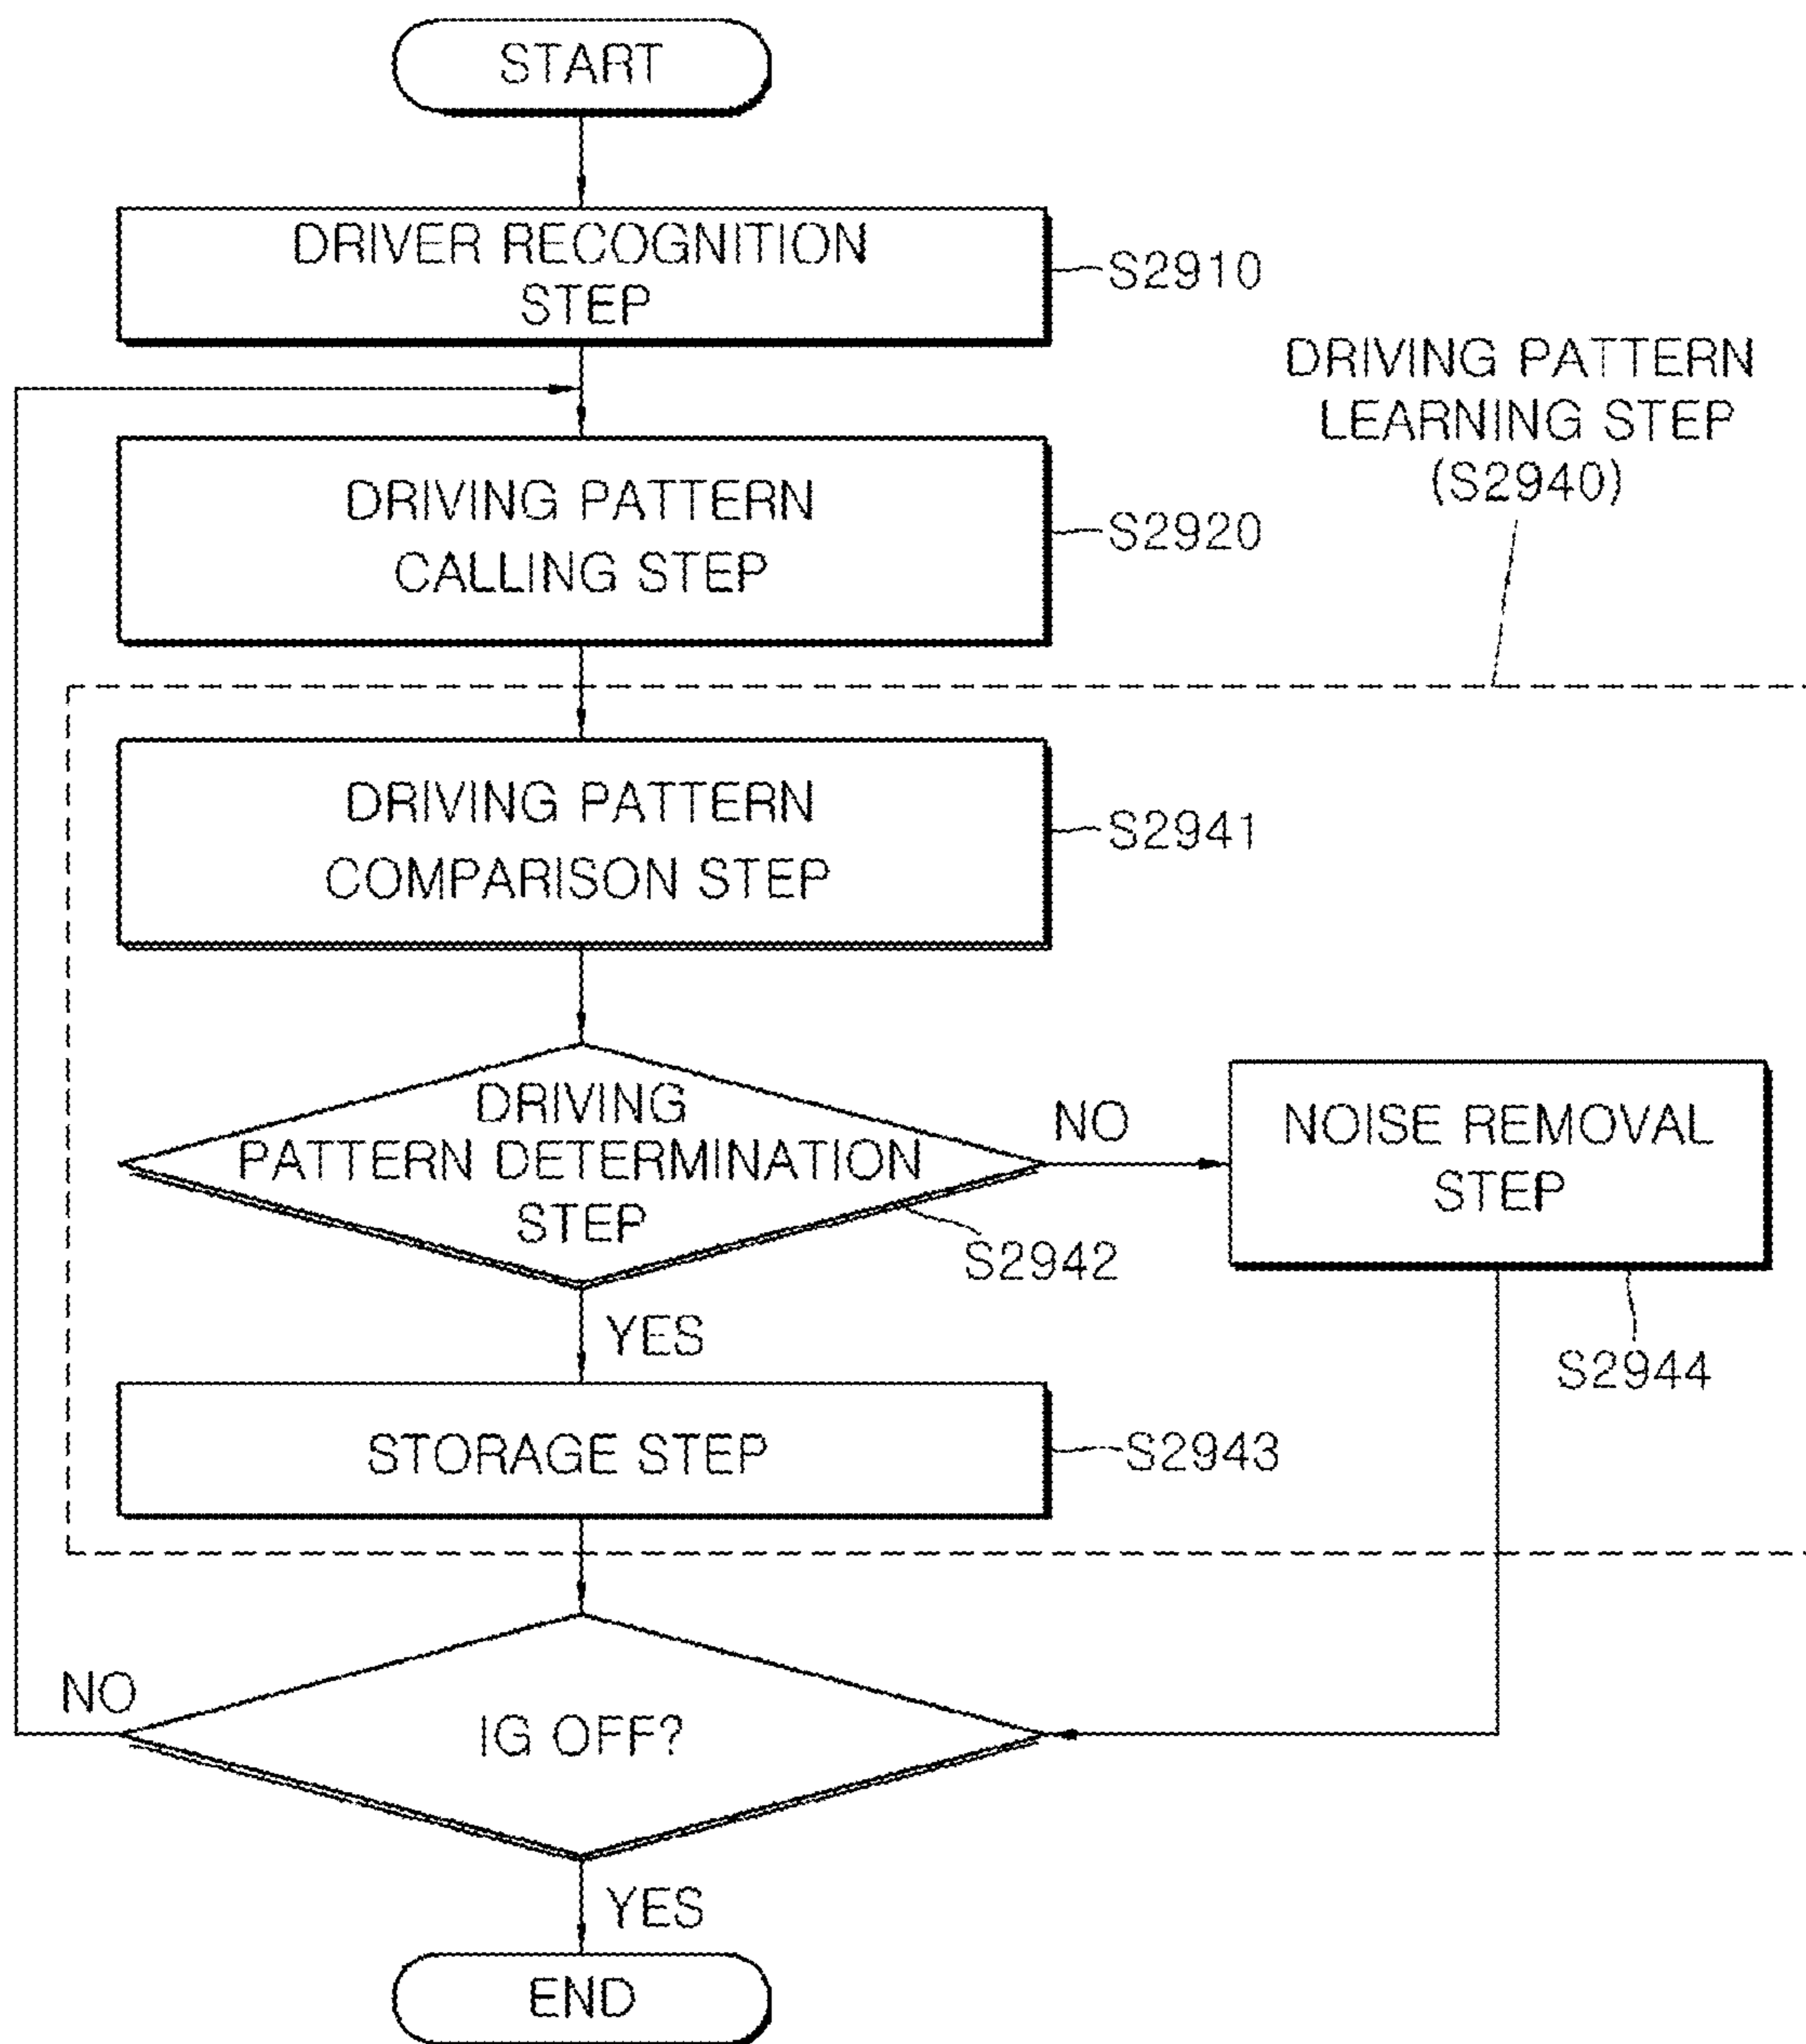 START
DRIVER RECOGNITION
STEP
S2910
DRIVING PATTERN
LEARNING STEP
(S2940)
DRIVING PATTERN
CALLING STEP
S2920
DRIVING PATTERN
COMPARISON STEP
S2941
DRIVING
PATTERN DETERMINATION
STEP
S2942
NO
NOISE REMOVAL
STEP
S2944
YES
STORAGE STEP
S2943
NO
IG OFF?
YES
END